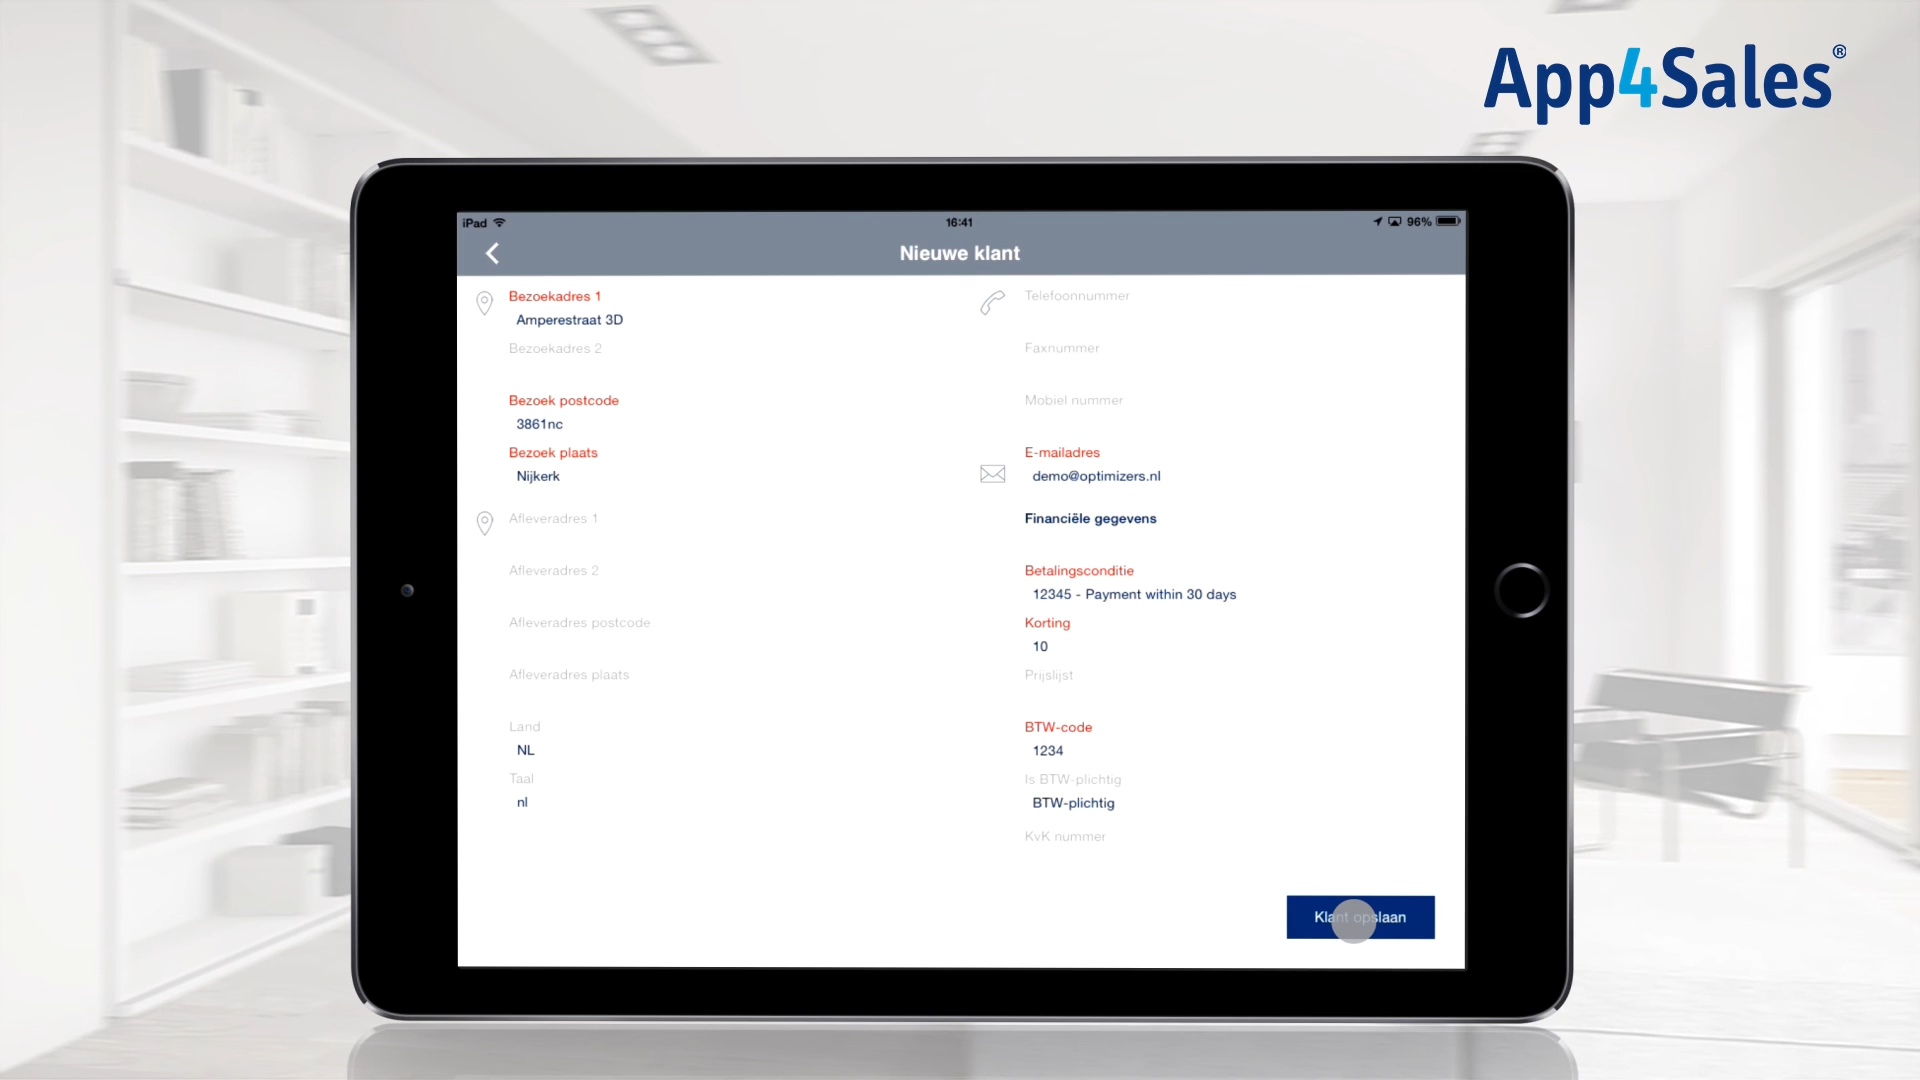 App4Sales®
iPad 16:41 96%
Nieuwe klant
Bezoekadres 1
Amperestraat 3D
Bezoekadres 2
Bezoek postcode
3861nc
Bezoek plaats
Nijkerk
Afleveradres 1
Afleveradres 2
Afleveradres postcode
Afleveradres plaats
Land
NL
Taal
nl
Telefoonnummer
Faxnummer
Mobiel nummer
E-mailadres
demo@optimizers.nl
Financiële gegevens
Betalingsconditie
12345 - Payment within 30 days
Korting
10
Prijslijst
BTW-code
1234
Is BTW-plichtig
BTW-plichtig
KvK nummer
Klant opslaan